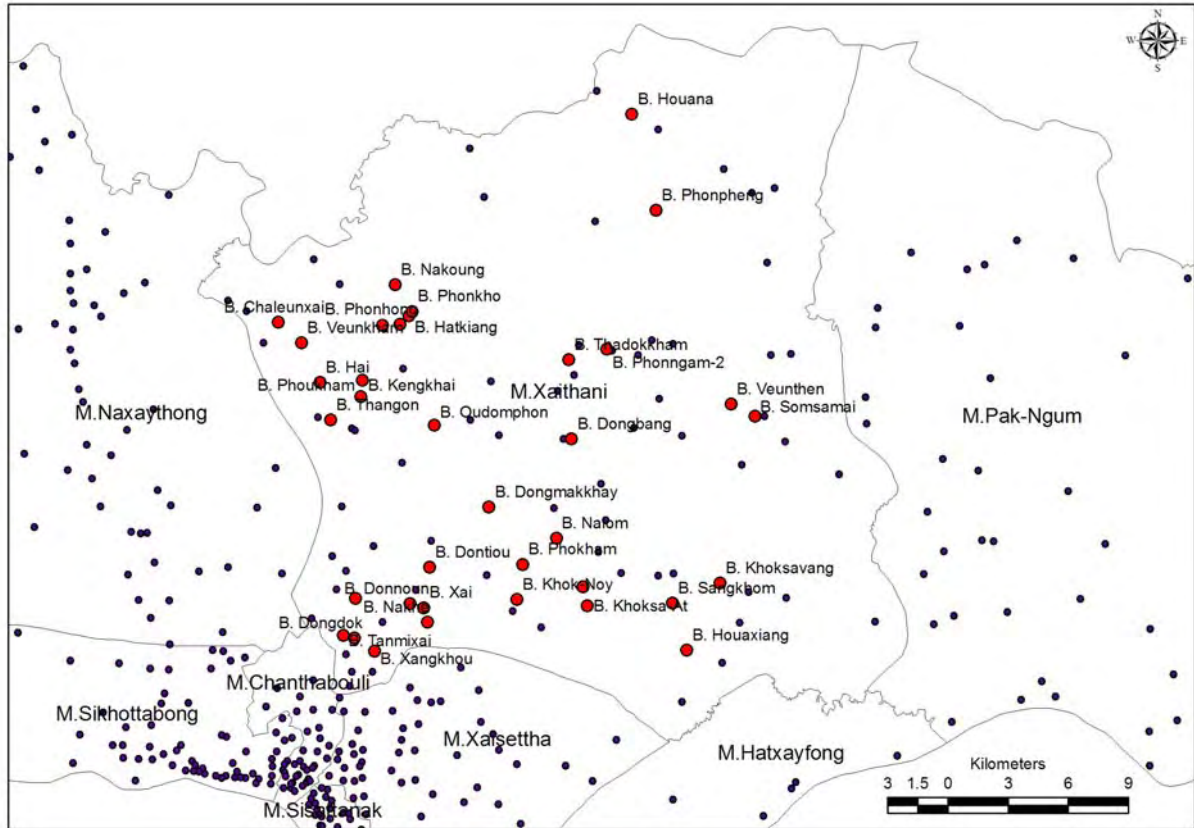 N
W E
S
B. Houana
B. Phonpheng
B. Nakoung
B. Phonkho
B. Chaleunxai
B. Phonhong
B. Veunkham
B. Hatkiang
B. Thadokkham
B. Phonngam-2
B. Hai
B. Phoukham
B. Kengkhai
M.Xaithani
B. Veunthen
B. Somsamai
M.Naxaythong
B. Thangon
B. Oudomphon
M.Pak-Ngum
B. Dongbang
B. Dongmakkhay
B. Nalom
B. Dontiou
B. Phokham
B. Khoksavang
B. Donnoun
B. Xai
B. Khok Noy
B. Sangkhom
B. Khoksa-At
B. Dongdok
B. Tanmixai
B. Houaxiang
B. Xangkhou
M.Chanthabouli
M.Sikhottabong
M.Xaisettha
M.Hatxayfong
Kilometers
M.Sisattanak
3 1.5 0 3 6 9